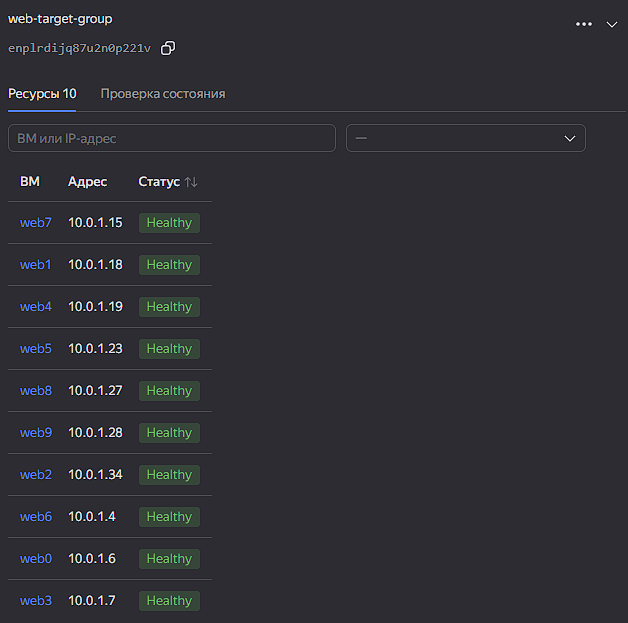 web-target-group
enplrdijq87u2n0p221v
Ресурсы 10 Проверка состояния
ВМ или IP-адрес —
ВМ Адрес Статус
web7 10.0.1.15 Healthy
web1 10.0.1.18 Healthy
web4 10.0.1.19 Healthy
web5 10.0.1.23 Healthy
web8 10.0.1.27 Healthy
web9 10.0.1.28 Healthy
web2 10.0.1.34 Healthy
web6 10.0.1.4 Healthy
web0 10.0.1.6 Healthy
web3 10.0.1.7 Healthy